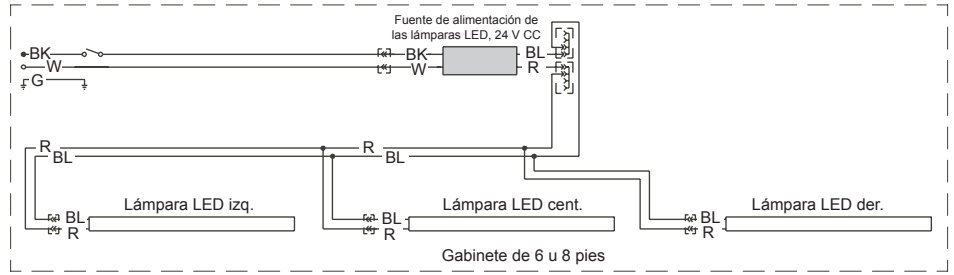 Fuente de alimentación de
las lámparas LED, 24 V CC
BK BK BL
W W R
G
R R
BL BL
Lámpara LED izq. Lámpara LED cent. Lámpara LED der.
BL BL BL
R R R
Gabinete de 6 u 8 pies